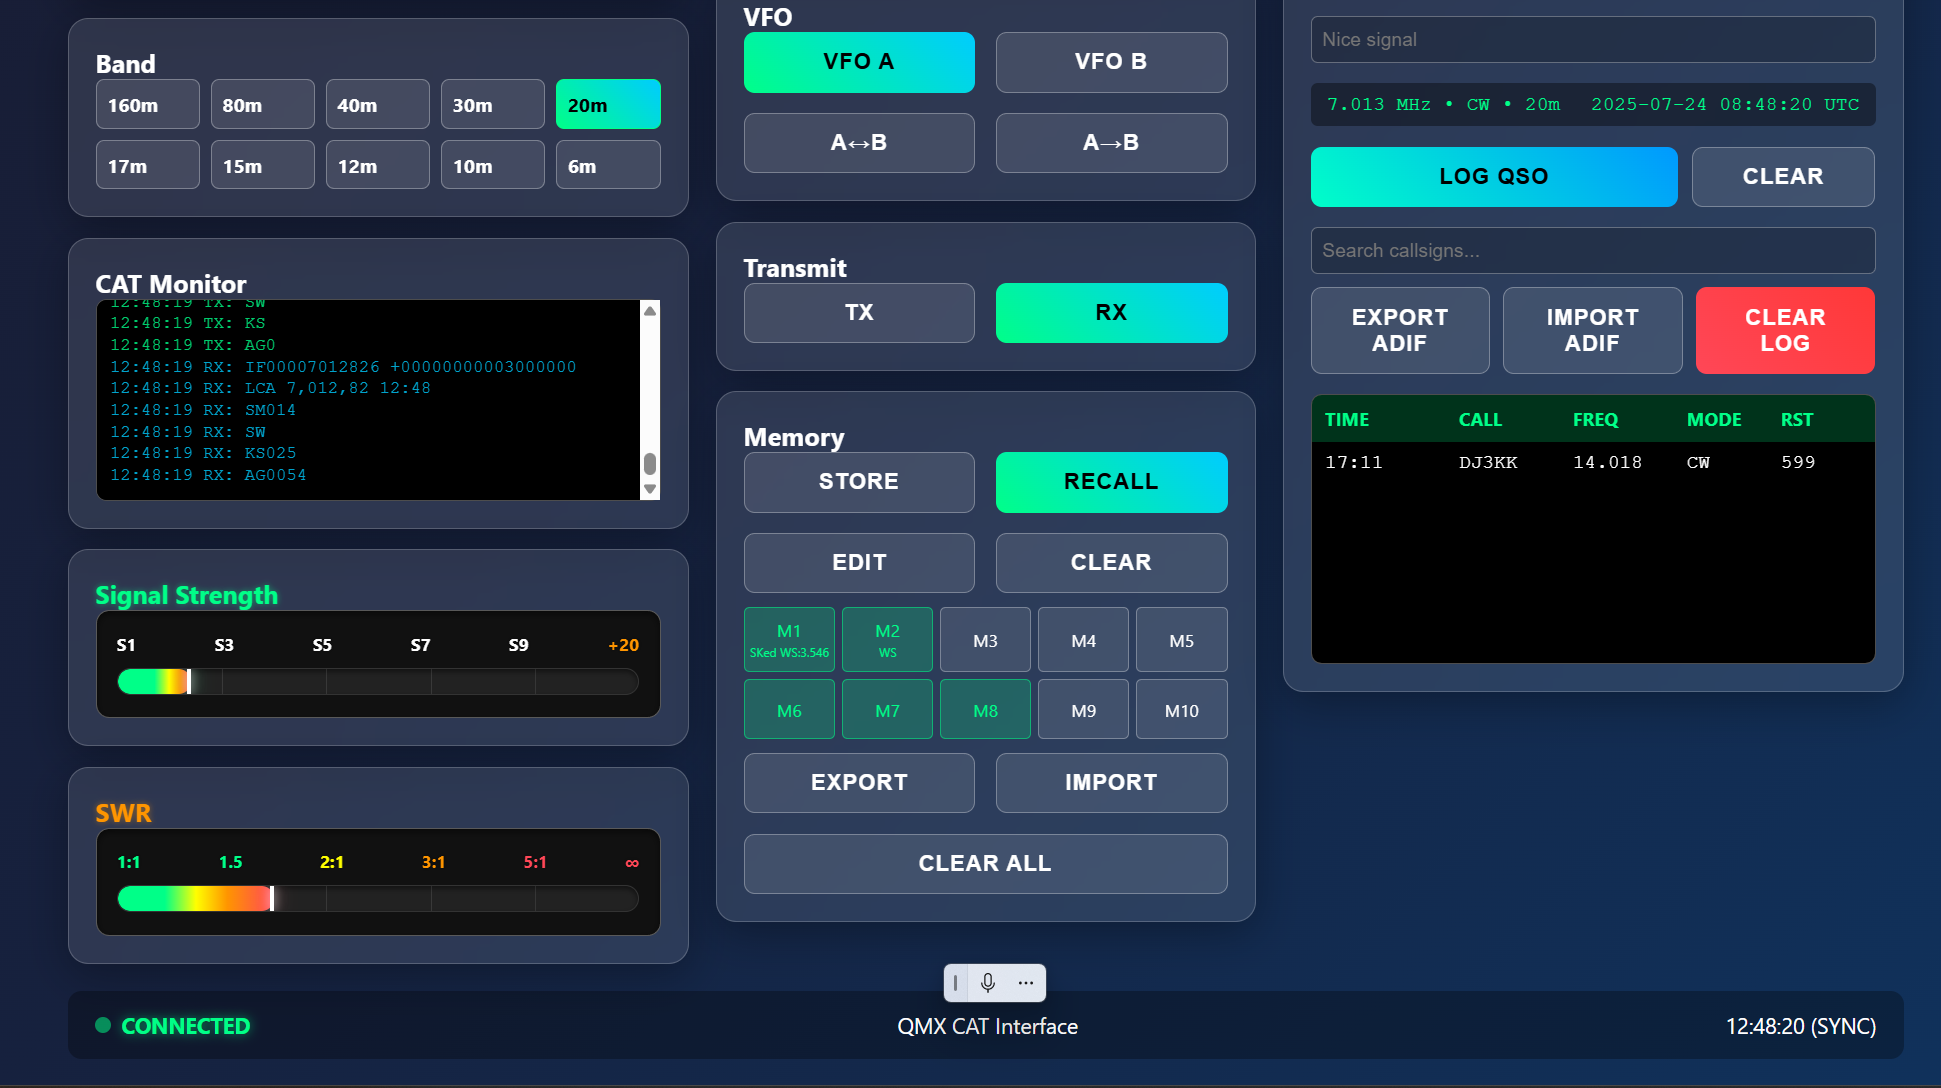 Band
160m 80m 40m 30m 20m
17m 15m 12m 10m 6m
CAT Monitor
12:48:19 TX: SW
12:48:19 TX: KS
12:48:19 TX: AG0
12:48:19 RX: IF00007012826 +00000000003000000
12:48:19 RX: LCA 7,012,82 12:48
12:48:19 RX: SM014
12:48:19 RX: SW
12:48:19 RX: KS025
12:48:19 RX: AG0054
Signal Strength
S1 S3 S5 S7 S9 +20
SWR
1:1 1.5 2:1 3:1 5:1 ∞
VFO
VFO A VFO B
A↔B A→B
Transmit
TX RX
Memory
STORE RECALL
EDIT CLEAR
M1 M2 M3 M4 M5
SKed WS:3.546 WS
M6 M7 M8 M9 M10
EXPORT IMPORT
CLEAR ALL
Nice signal
7.013 MHz • CW • 20m 2025-07-24 08:48:20 UTC
LOG QSO CLEAR
Search callsigns...
EXPORT ADIF IMPORT ADIF CLEAR LOG
TIME CALL FREQ MODE RST
17:11 DJ3KK 14.018 CW 599
CONNECTED QMX CAT Interface 12:48:20 (SYNC)